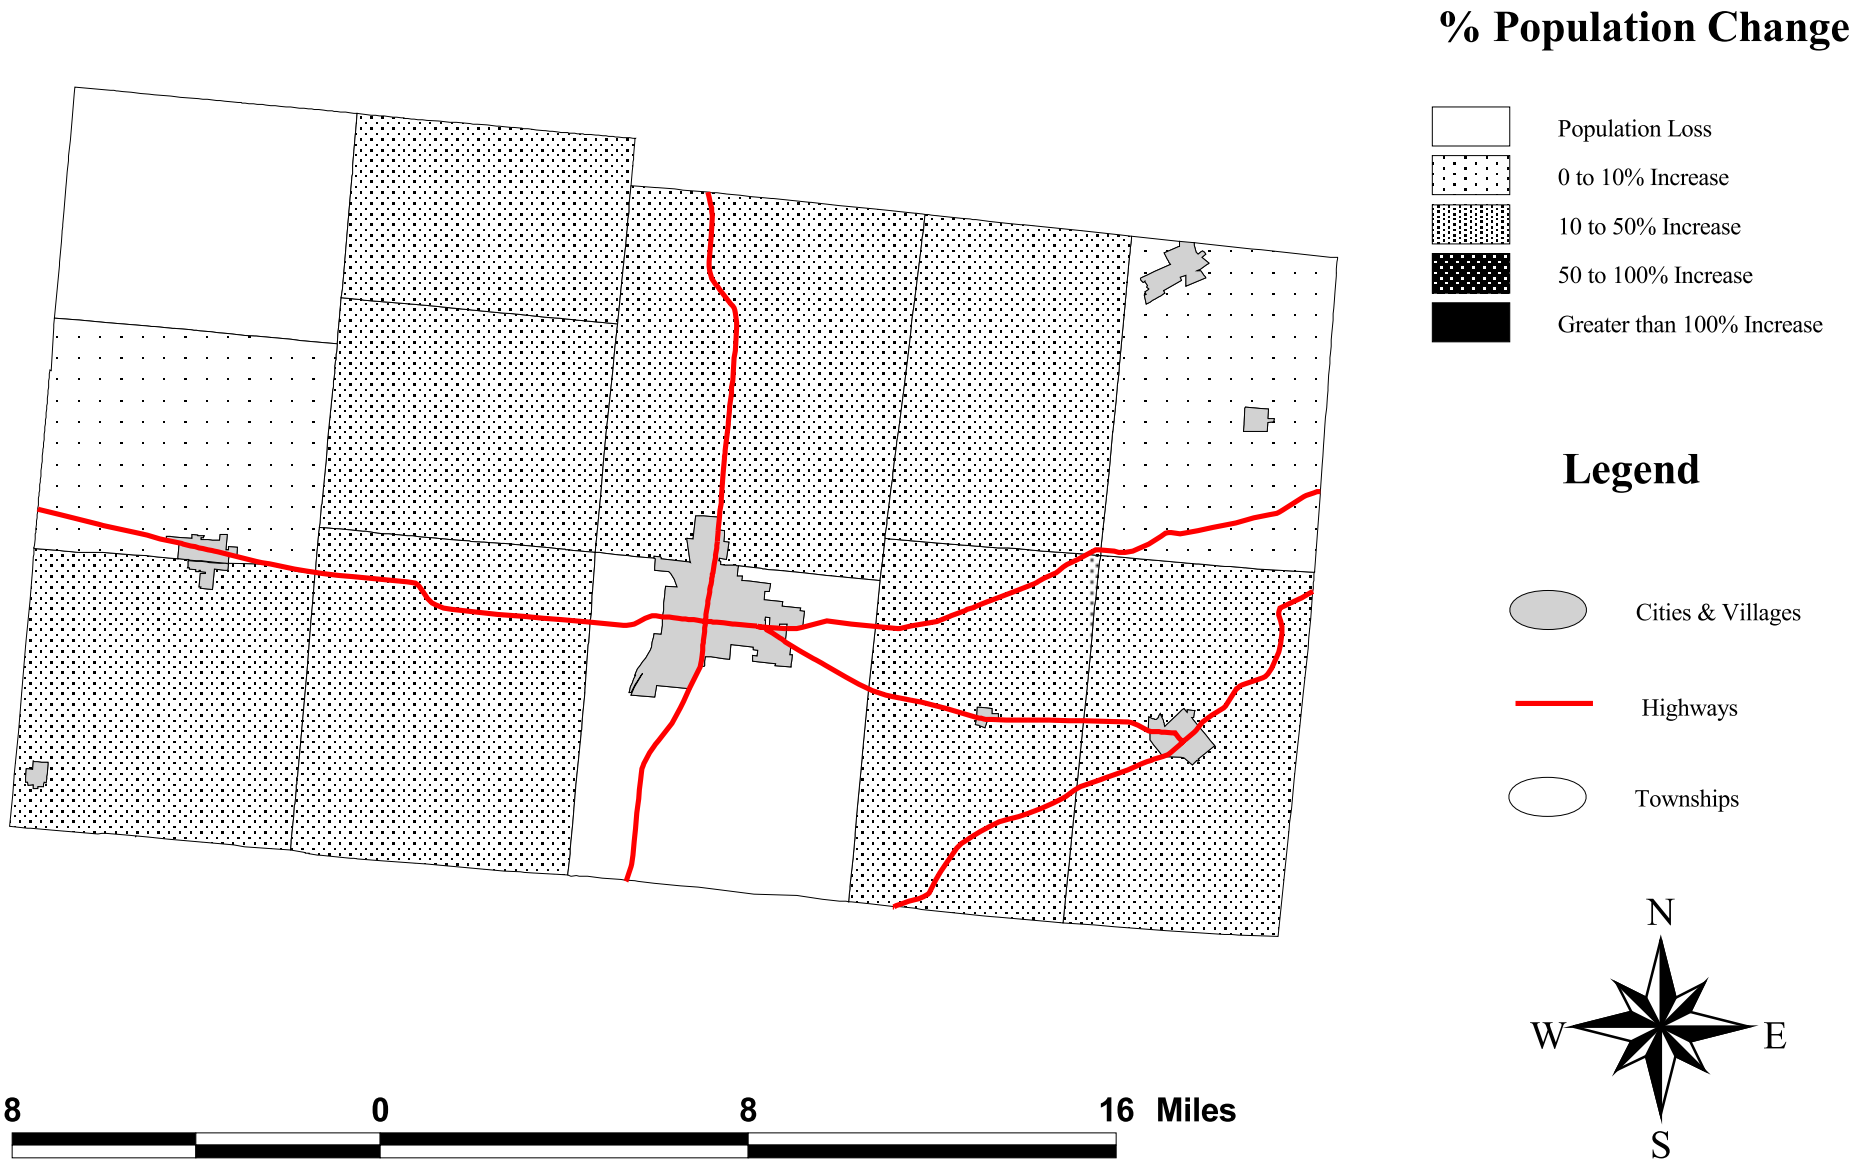 % Population Change
Population Loss
0 to 10% Increase
10 to 50% Increase
50 to 100% Increase
Greater than 100% Increase
Legend
Cities & Villages
Highways
Townships
N
W E
S
8 0 8 16 Miles